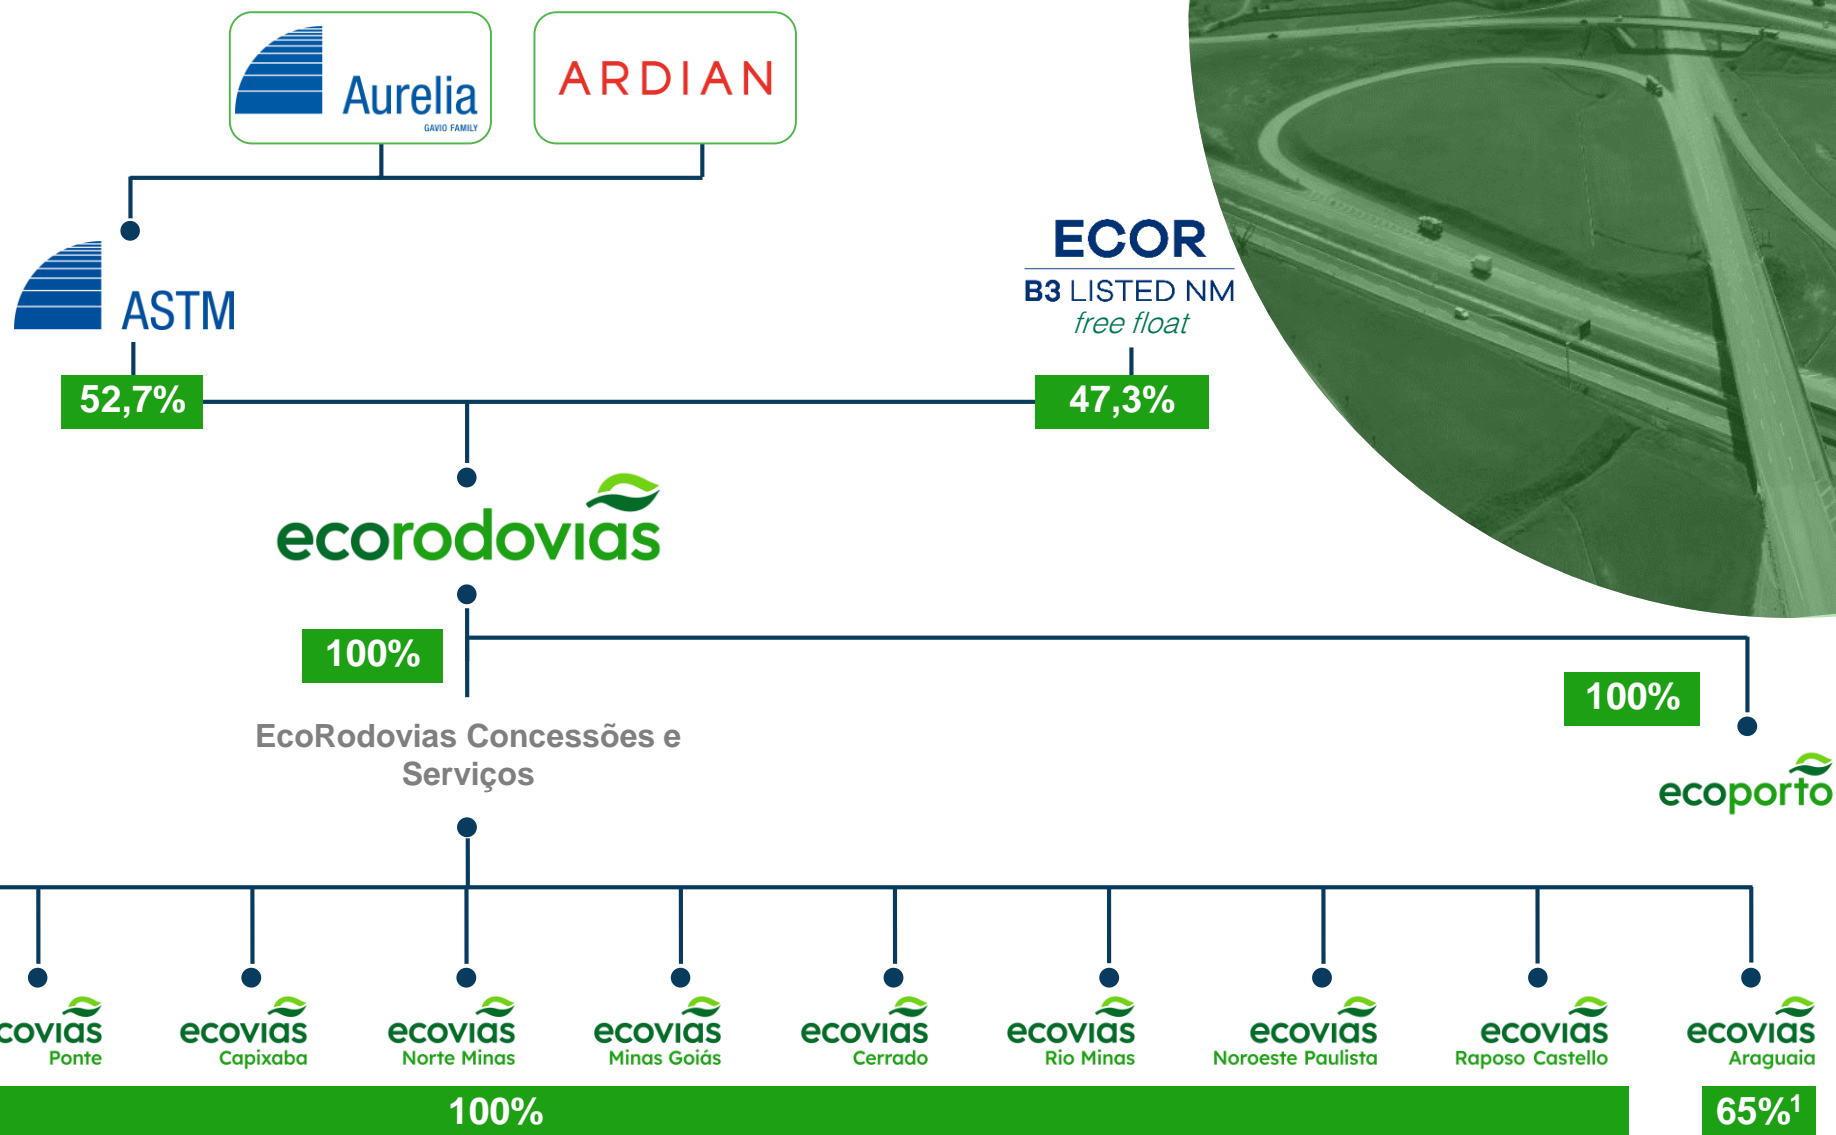 Aurelia
GAVIO FAMILY
ARDIAN
ASTM
ECOR
B3 LISTED NM
free float
52,7%
47,3%
ecorodovias
100%
100%
EcoRodovias Concessões e
Serviços
ecoporto
covias
Ponte
ecovias
Capixaba
ecovias
Norte Minas
ecovias
Minas Goiás
ecovias
Cerrado
ecovias
Rio Minas
ecovias
Noroeste Paulista
ecovias
Raposo Castello
ecovias
Araguaia
100%
65%¹